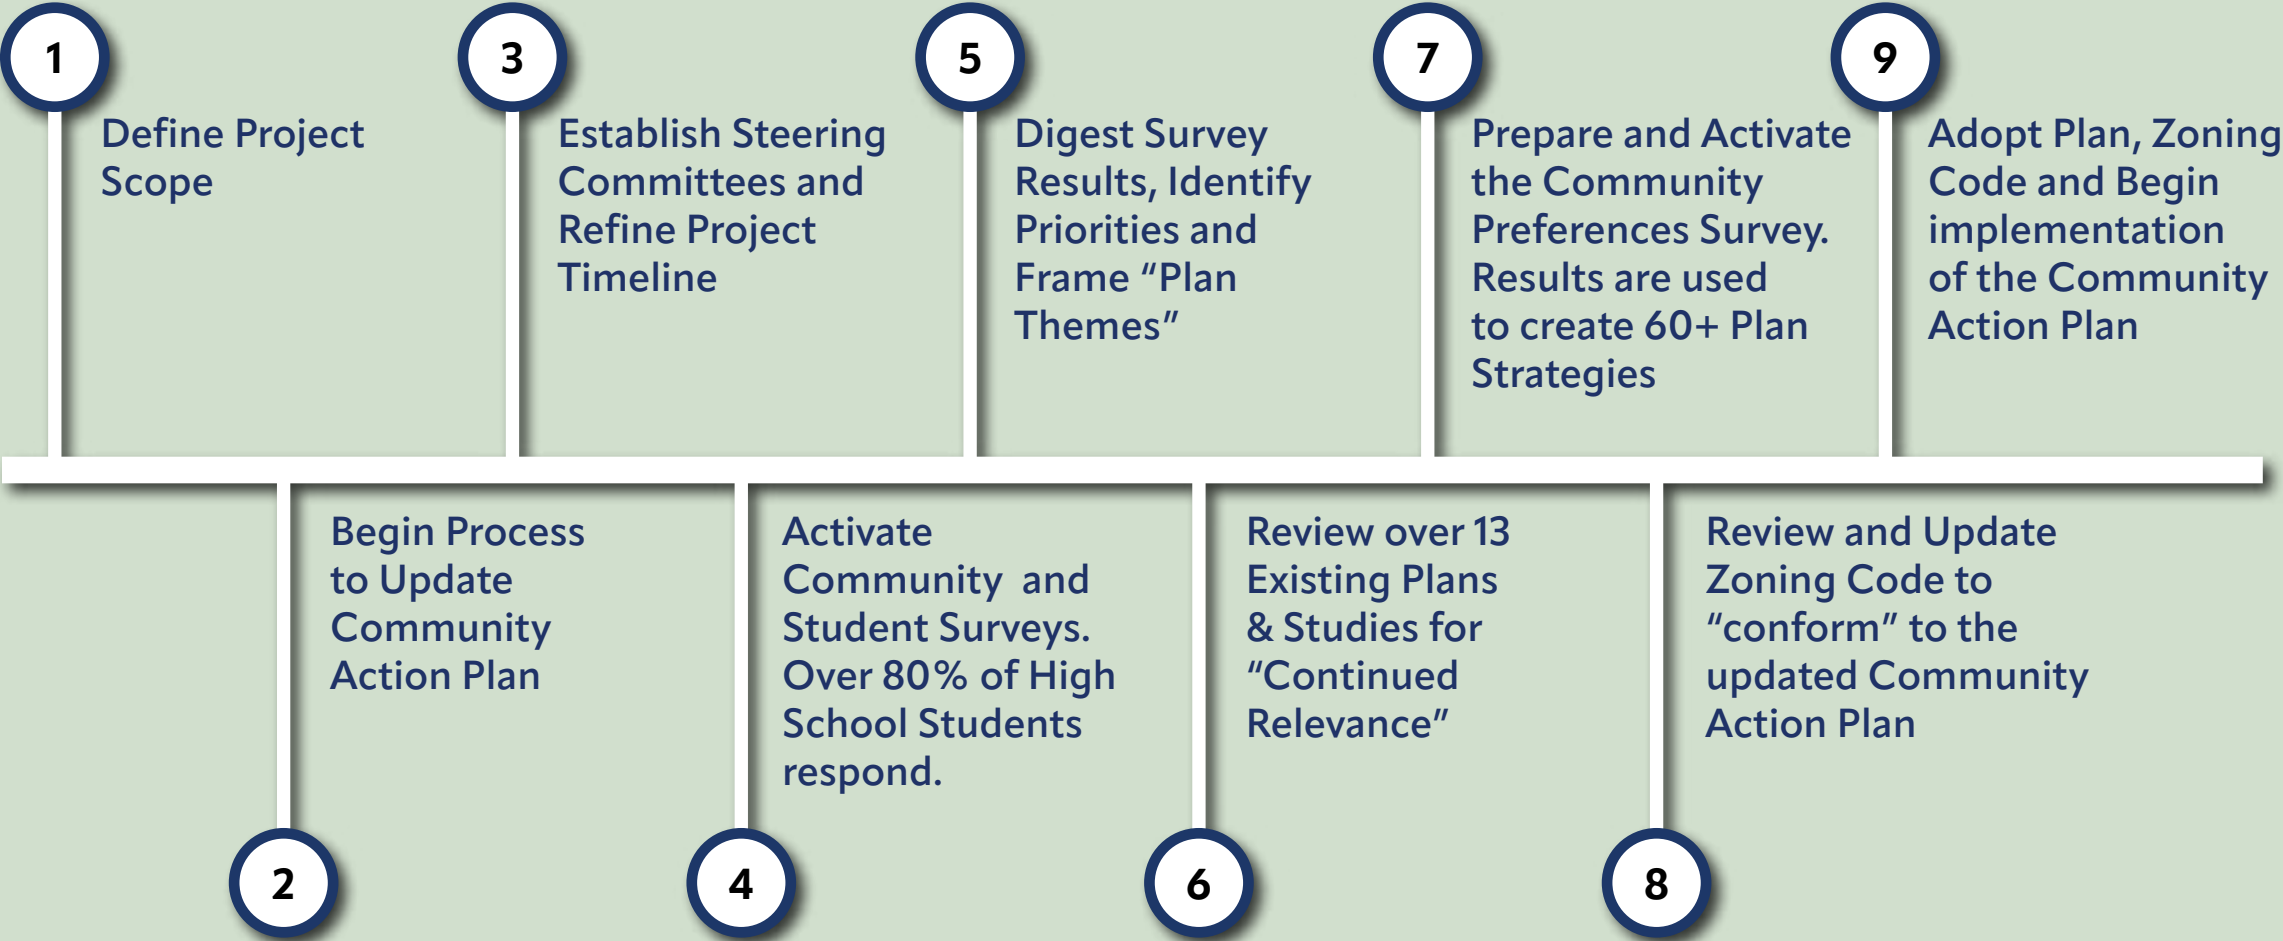 1
Define Project
Scope
2
Begin Process
to Update
Community
Action Plan
3
Establish Steering
Committees and
Refine Project
Timeline
4
Activate
Community and
Student Surveys.
Over 80% of High
School Students
respond.
5
Digest Survey
Results, Identify
Priorities and
Frame “Plan
Themes”
6
Review over 13
Existing Plans
& Studies for
“Continued
Relevance”
7
Prepare and Activate
the Community
Preferences Survey.
Results are used
to create 60+ Plan
Strategies
8
Review and Update
Zoning Code to
“conform” to the
updated Community
Action Plan
9
Adopt Plan, Zoning
Code and Begin
implementation
of the Community
Action Plan